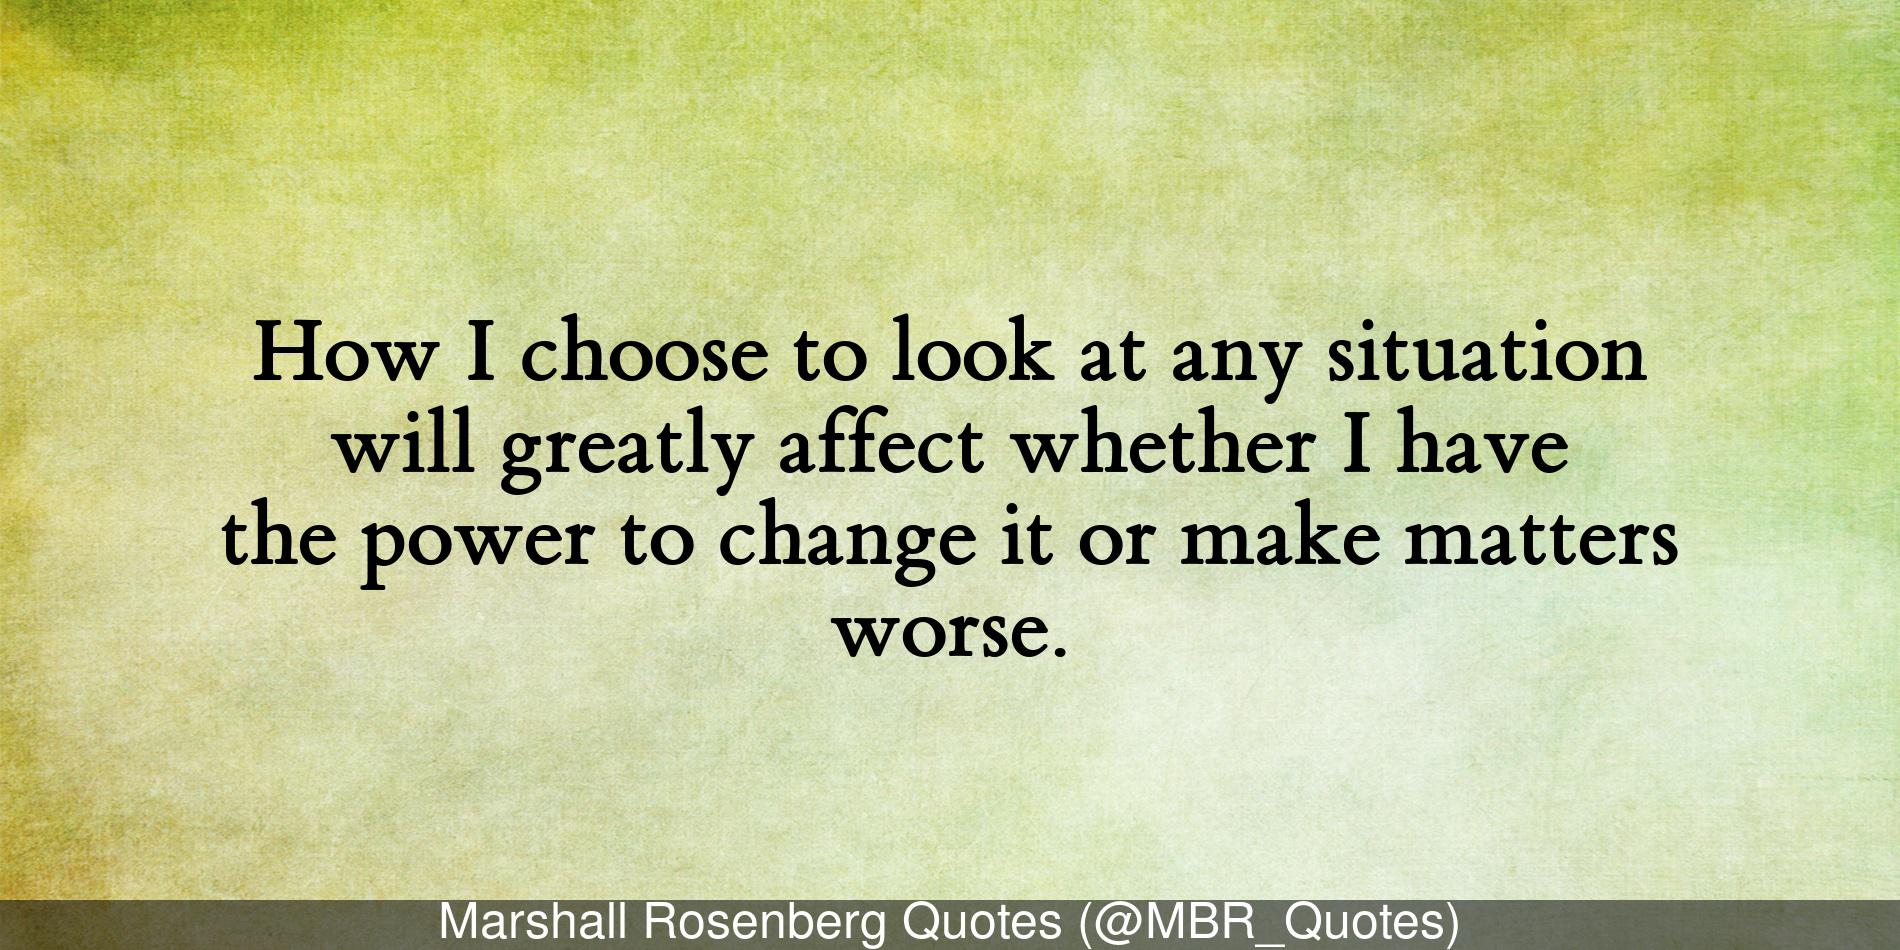 How I choose to look at any situation
will greatly affect whether I have
the power to change it or make matters
worse.
Marshall Rosenberg Quotes (@MBR_Quotes)